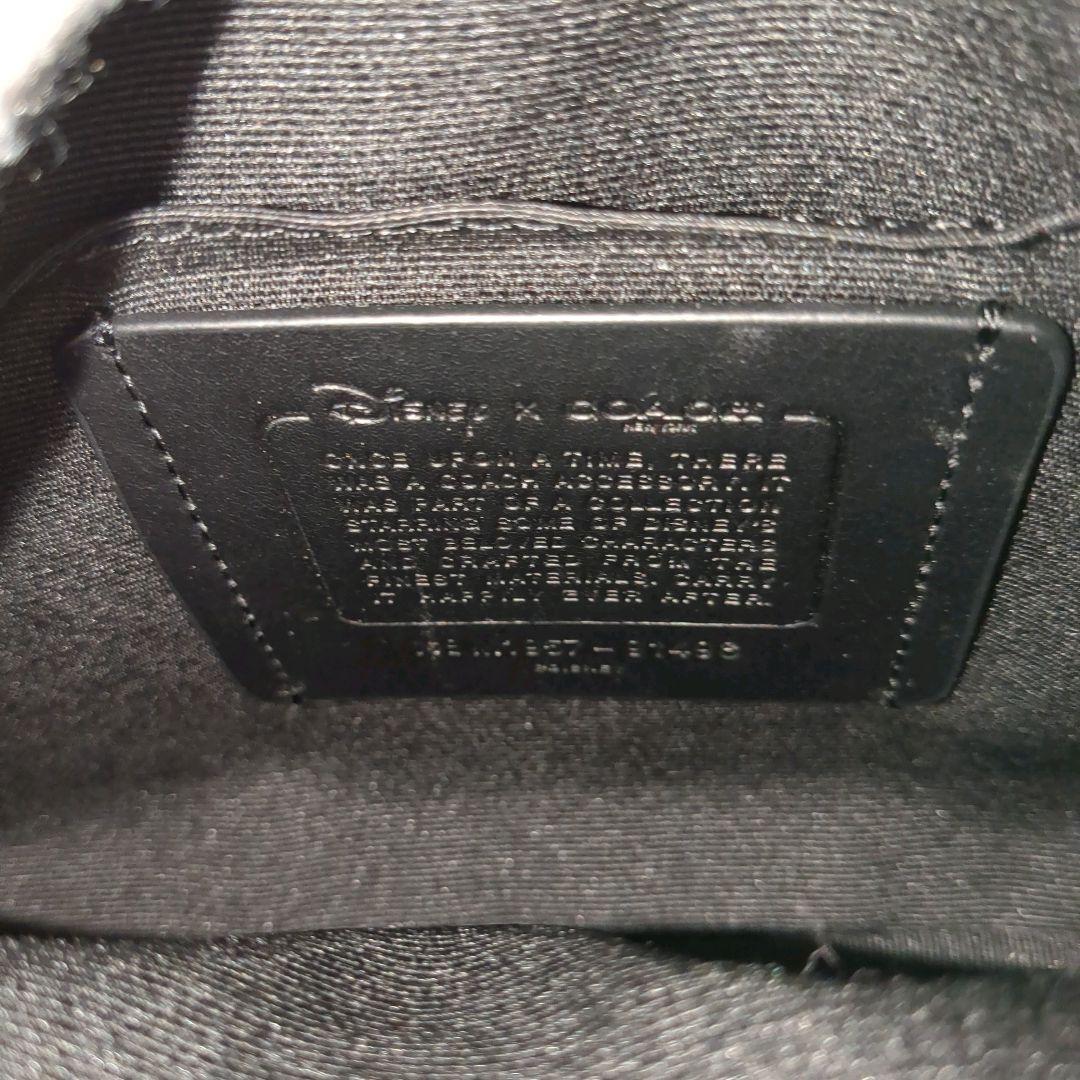 DISNEY X COACH
NEW YORK
ONCE UPON A TIME, THERE
WAS A COACH ACCESSORY. IT
WAS PART OF A COLLECTION
STARRING SOME OF DISNEY'S
MOST BELOVED CHARACTERS
AND CRAFTED FROM THE
FINEST MATERIALS. CARRY
IT HAPPILY EVER AFTER.
©DISNEY